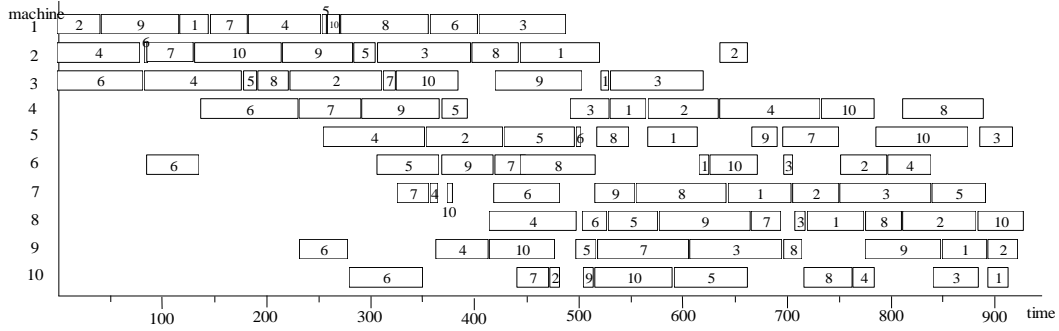 machine
5
1 2 9 1 7 4 10 8 6 3
6
2 4 7 10 9 5 3 8 1 2
3 6 4 5 8 2 7 10 9 1 3
4 6 7 9 5 3 1 2 4 10 8
5 4 2 5 6 8 1 9 7 10 3
6 6 5 9 7 8 1 10 3 2 4
7 7 4 6 9 8 1 2 3 5
10
8 4 6 5 9 7 3 1 8 2 10
9 6 4 10 5 7 3 8 9 1 2
10 6 7 2 9 10 5 8 4 3 1
100 200 300 400 500 600 700 800 900 time